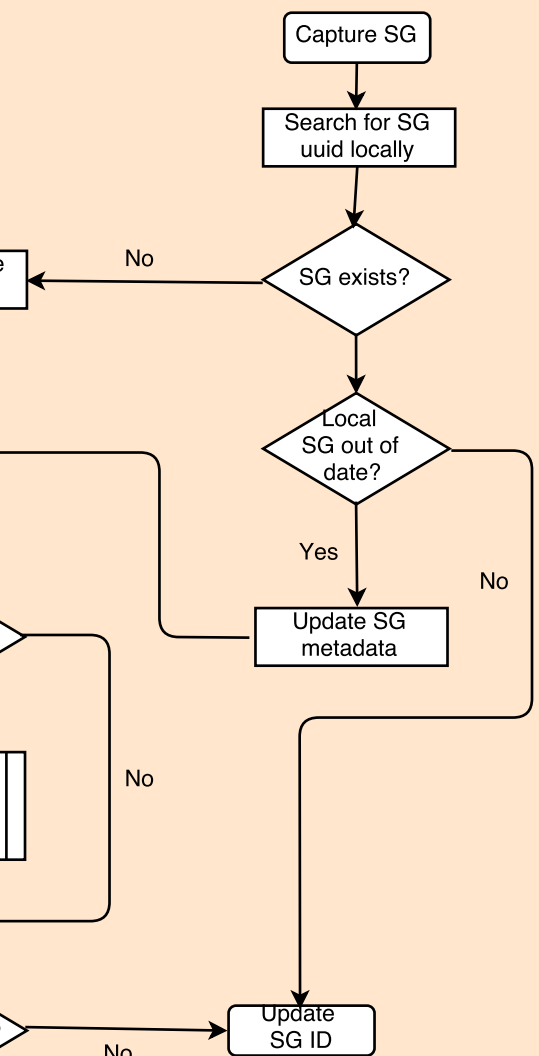 Capture SG
Search for SG
uuid locally
No
SG exists?
Local
SG out of
date?
Yes
No
Update SG
metadata
No
Update
SG ID
No